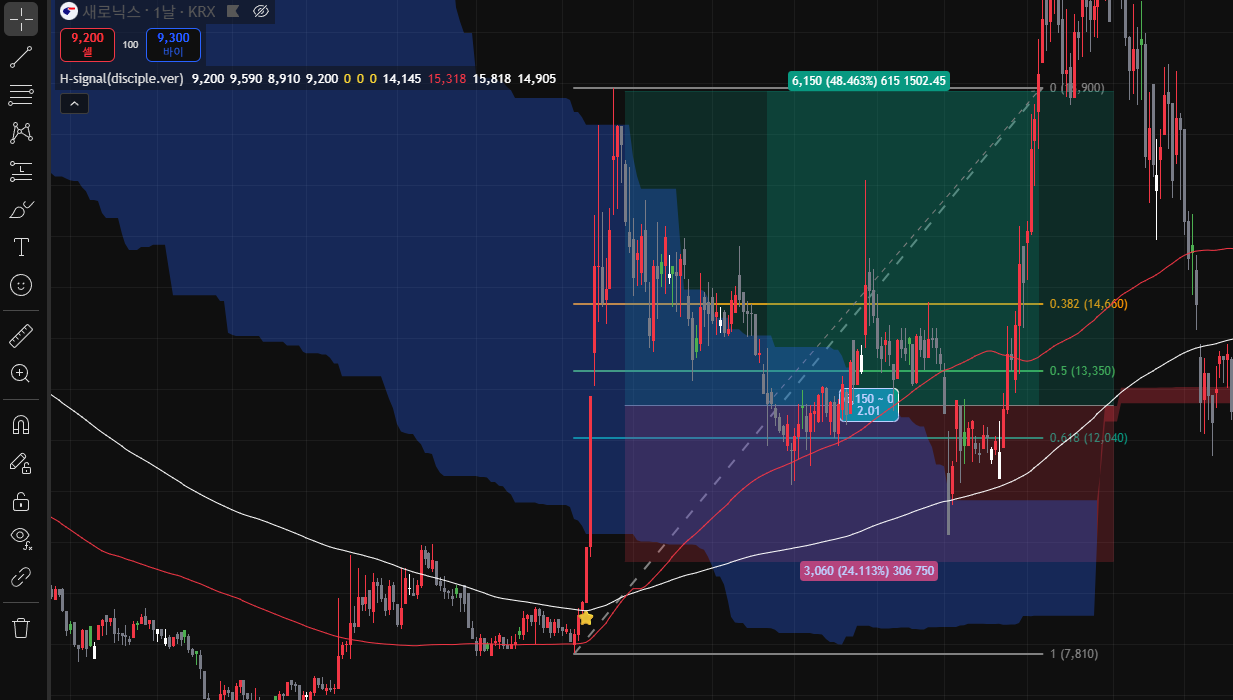 새로닉스 · 1날 · KRX
9,200
셀
100
9,300
바이
H-signal(disciple.ver) 9,200 9,590 8,910 9,200 0 0 0 14,145 15,318 15,818 14,905
6,150 (48.463%) 615 1502.45
0.382 (14,660)
0.5 (13,350)
2.01
0.618 (12,040)
3,060 (24.113%) 306 750
1 (7,810)